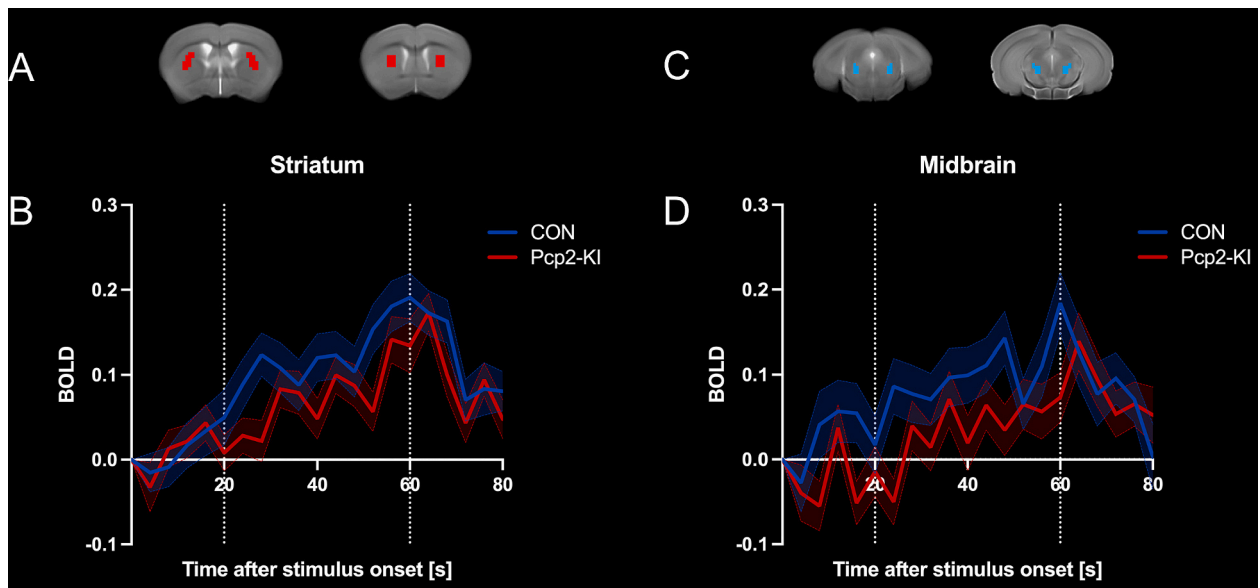 A
C
Striatum
Midbrain
B
0.3
0.2
0.1
0.0
-0.1
BOLD
CON
Pcp2-KI
20
40
60
80
Time after stimulus onset [s]
D
0.3
0.2
0.1
0.0
-0.1
BOLD
CON
Pcp2-KI
20
40
60
80
Time after stimulus onset [s]